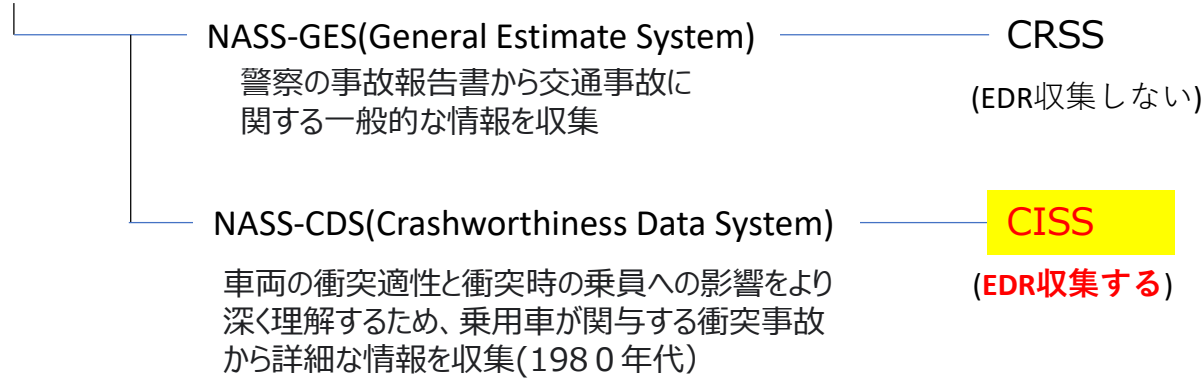 NASS-GES(General Estimate System)
CRSS
警察の事故報告書から交通事故に
関する一般的な情報を収集
(EDR収集しない)
NASS-CDS(Crashworthiness Data System)
CISS
車両の衝突適性と衝突時の乗員への影響をより
深く理解するため、乗用車が関与する衝突事故
から詳細な情報を収集(198０年代）
(EDR収集する)